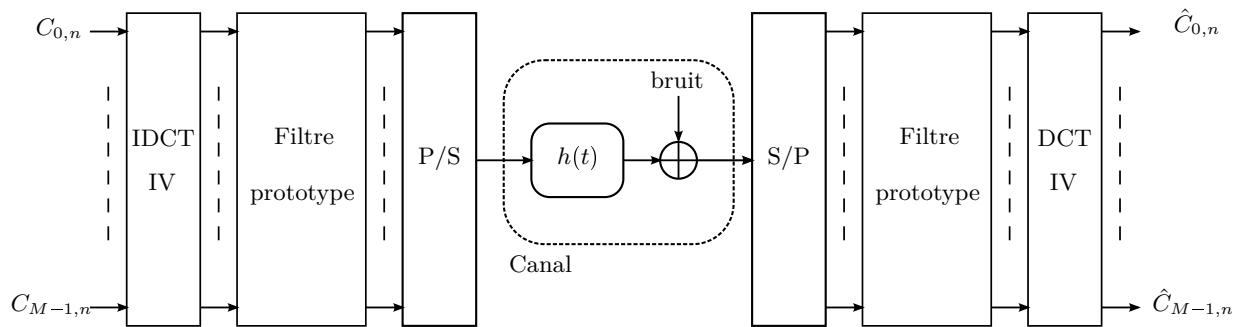 C_{0,n}
IDCT
IV
Filtre
prototype
P/S
h(t)
bruit
Canal
S/P
Filtre
prototype
DCT
IV
Ĉ_{0,n}
C_{M−1,n}
Ĉ_{M−1,n}